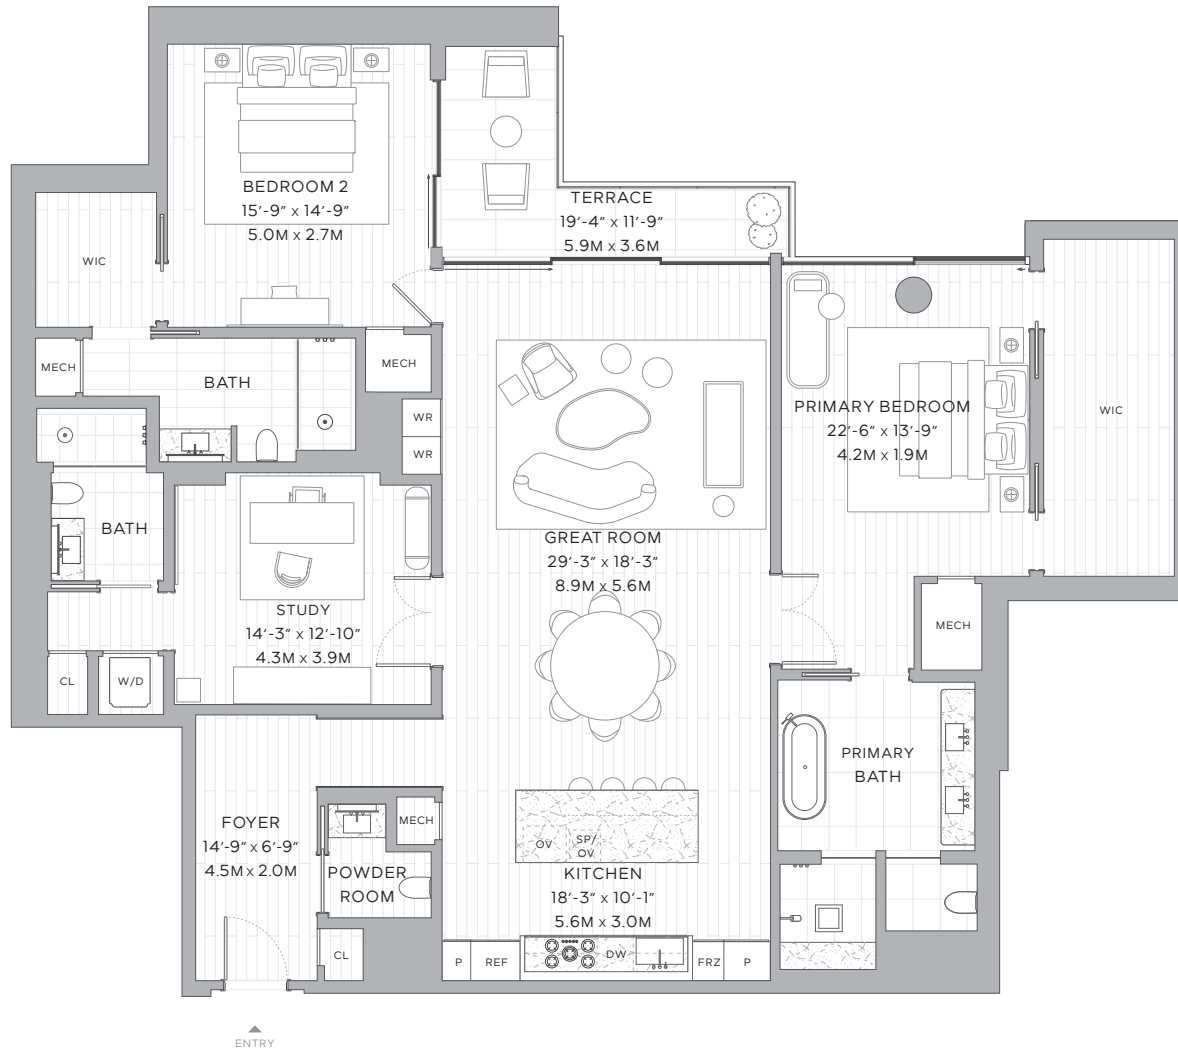 BEDROOM 2
15'-9" x 14'-9"
5.0M x 2.7M
TERRACE
19'-4" x 11'-9"
5.9M x 3.6M
WIC
MECH
BATH
MECH
WR
WR
PRIMARY BEDROOM
22'-6" x 13'-9"
4.2M x 1.9M
WIC
BATH
GREAT ROOM
29'-3" x 18'-3"
8.9M x 5.6M
STUDY
14'-3" x 12'-10"
4.3M x 3.9M
MECH
CL
W/D
PRIMARY
BATH
FOYER
14'-9" x 6'-9"
4.5M x 2.0M
MECH
POWDER
ROOM
OV
SP/
OV
KITCHEN
18'-3" x 10'-1"
5.6M x 3.0M
CL
P
REF
DW
FRZ
P
ENTRY